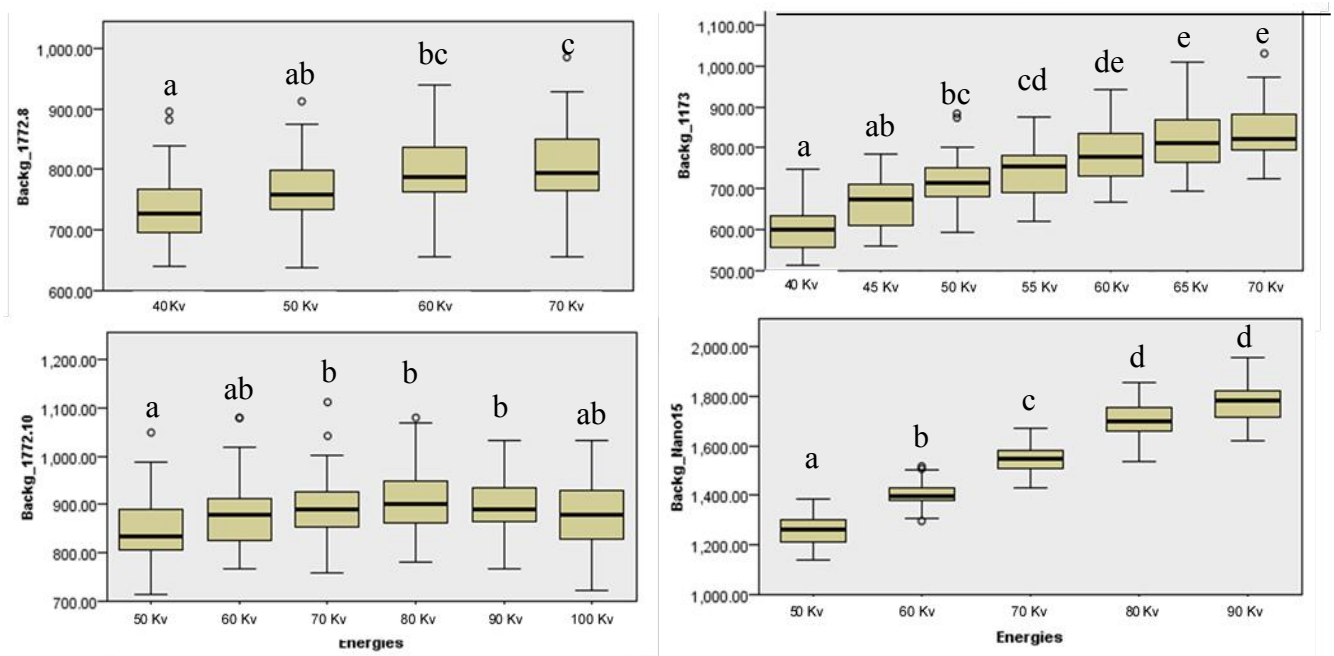 Backg_1772.8
1,000.00
900.00
800.00
700.00
600.00
a
ab
bc
c
40 Kv 50 Kv 60 Kv 70 Kv
Backg_1173
1,100.00
1,000.00
900.00
800.00
700.00
600.00
500.00
a
ab
bc
cd
de
e
e
40 Kv 45 Kv 50 Kv 55 Kv 60 Kv 65 Kv 70 Kv
Backg_1772.10
1,200.00
1,100.00
1,000.00
900.00
800.00
700.00
a
ab
b
b
b
ab
50 Kv 60 Kv 70 Kv 80 Kv 90 Kv 100 Kv
Energies
Backg_Nano15
2,000.00
1,800.00
1,600.00
1,400.00
1,200.00
1,000.00
a
b
c
d
d
50 Kv 60 Kv 70 Kv 80 Kv 90 Kv
Energies